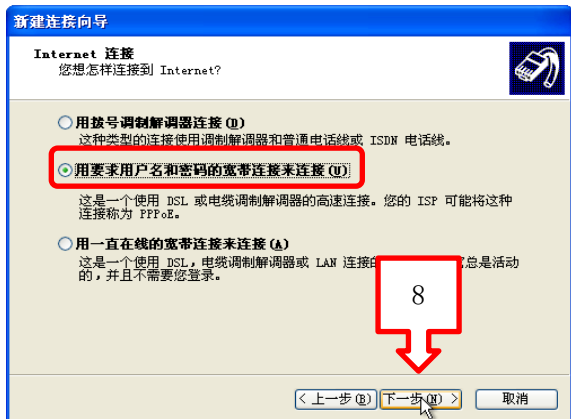 新建连接向导
Internet 连接
您想怎样连接到 Internet?
用拨号调制解调器连接(D)
这种类型的连接使用调制解调器和普通电话线或 ISDN 电话线。
用要求用户名和密码的宽带连接来连接(U)
这是一个使用 DSL 或电缆调制解调器的高速连接。您的 ISP 可能将这种
连接称为 PPPoE。
用一直在线的宽带连接来连接(A)
这是一个使用 DSL，电缆调制解调器或 LAN 连接的 总是活动
的，并且不需要您登录。
8
< 上一步(B) 下一步(N) > 取消